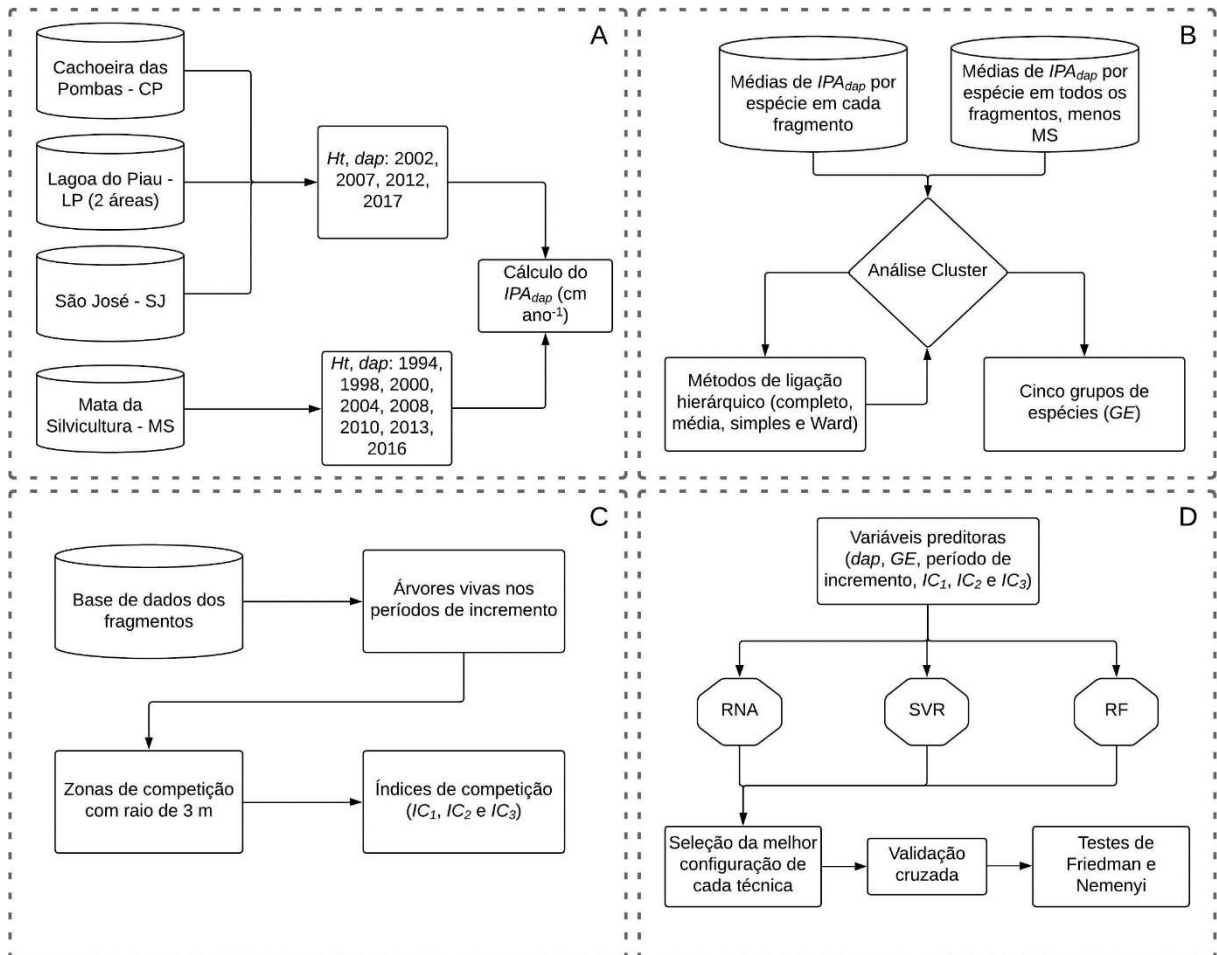 A
Cachoeira das
Pombas - CP
Lagoa do Piau -
LP (2 áreas)
São José - SJ
Mata da
Silvicultura - MS
Ht, dap: 2002,
2007, 2012,
2017
Ht, dap: 1994,
1998, 2000,
2004, 2008,
2010, 2013,
2016
Cálculo do
IPAdap (cm
ano-1)
B
Médias de IPAdap por
espécie em cada
fragmento
Médias de IPAdap por
espécie em todos os
fragmentos, menos
MS
Análise Cluster
Métodos de ligação
hierárquico (completo,
média, simples e Ward)
Cinco grupos de
espécies (GE)
C
Base de dados dos
fragmentos
Árvores vivas nos
períodos de incremento
Zonas de competição
com raio de 3 m
Índices de competição
(IC1, IC2 e IC3)
D
Variáveis preditoras
(dap, GE, período de
incremento, IC1, IC2 e IC3)
RNA
SVR
RF
Seleção da melhor
configuração de
cada técnica
Validação
cruzada
Testes de
Friedman e
Nemenyi